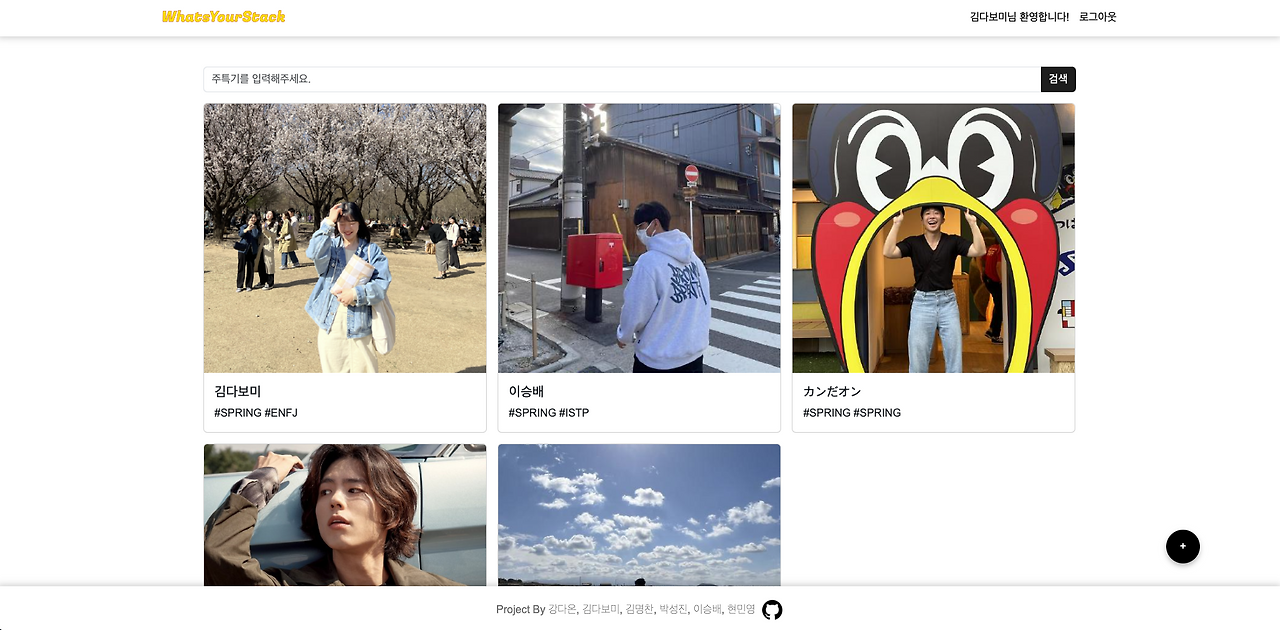 WhatsYourStack
김다보미님 환영합니다! 로그아웃
주특기를 입력해주세요.
검색
김다보미
#SPRING #ENFJ
이승배
#SPRING #ISTP
カンだオン
#SPRING #SPRING
+
Project By 강다온, 김다보미, 김명찬, 박성진, 이승배, 현민영